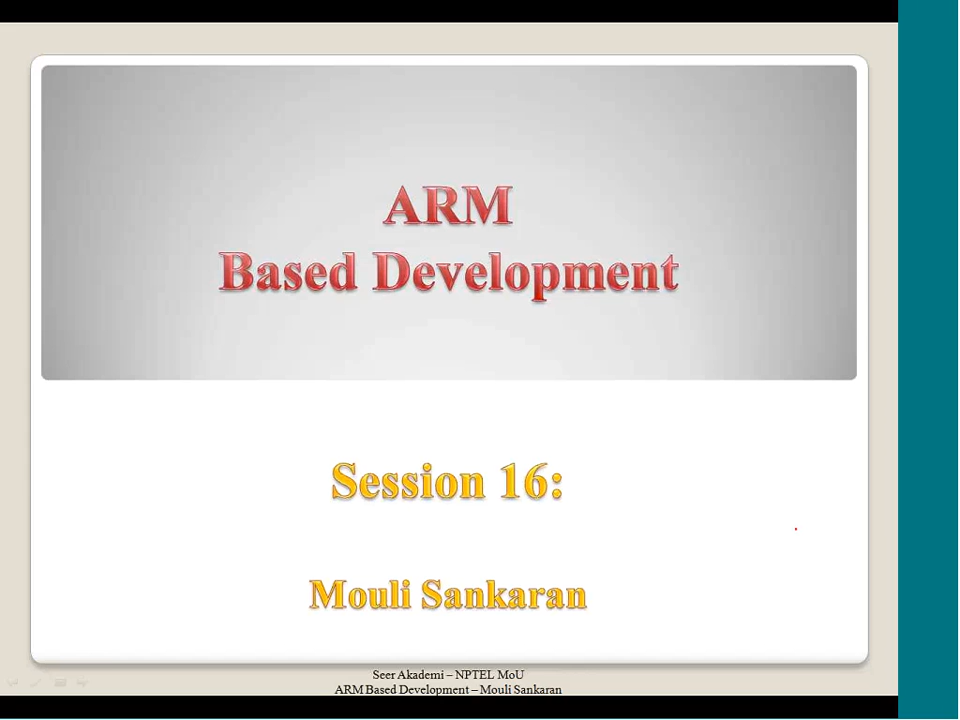 ARM
Based Development
Session 16:
Mouli Sankaran
Seer Akademi – NPTEL MoU
ARM Based Development – Mouli Sankaran